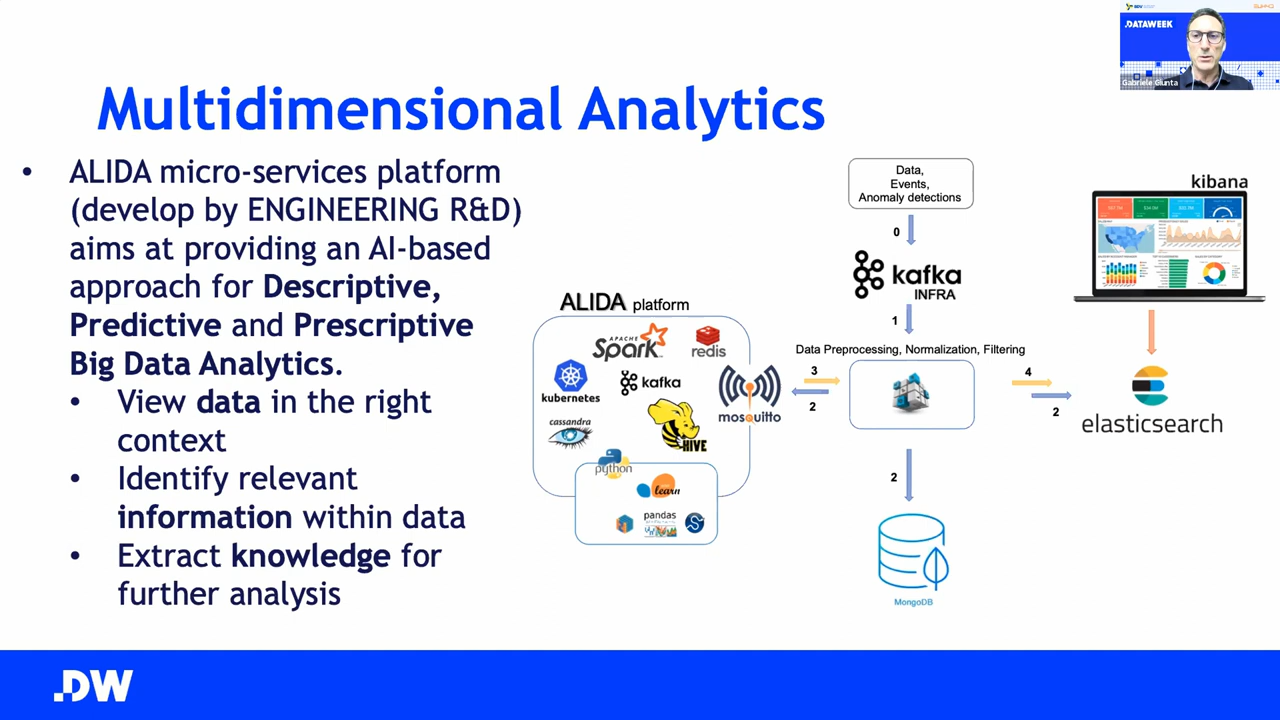 .DATAWEEK
Gabriele Giunta
Multidimensional Analytics
• ALIDA micro-services platform
(develop by ENGINEERING R&D)
aims at providing an AI-based
approach for Descriptive,
Predictive and Prescriptive
Big Data Analytics.
• View data in the right
context
• Identify relevant
information within data
• Extract knowledge for
further analysis
Data,
Events,
Anomaly detections
0
kafka
INFRA
1
Data Preprocessing, Normalization, Filtering
ALIDA platform
APACHE
Spark
redis
kubernetes
kafka
mosquitto
cassandra
HIVE
python
learn
pandas
3
2
4
2
2
MongoDB
kibana
elasticsearch
.DW